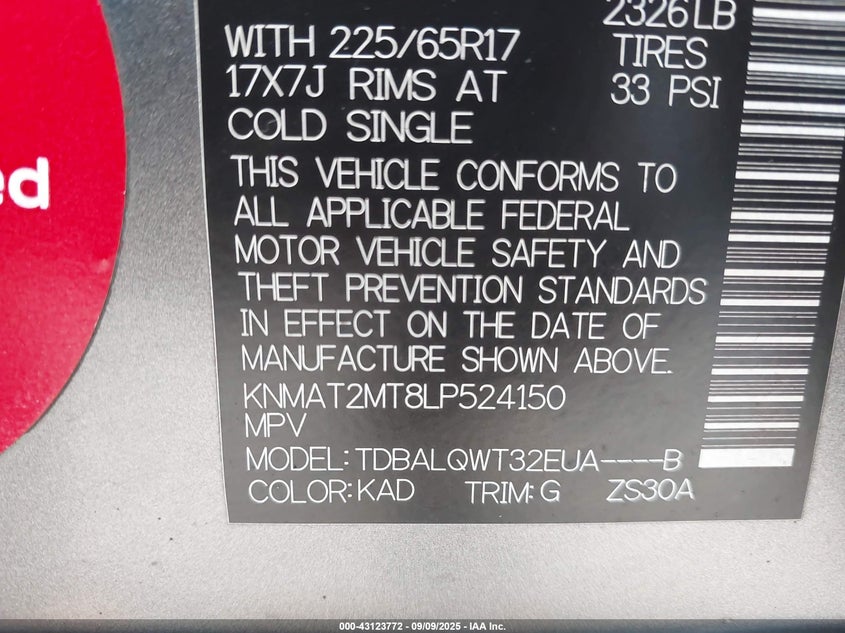 2326LB
WITH 225/65R17 TIRES
17X7J RIMS AT 33 PSI
COLD SINGLE
THIS VEHICLE CONFORMS TO
ALL APPLICABLE FEDERAL
MOTOR VEHICLE SAFETY AND
THEFT PREVENTION STANDARDS
IN EFFECT ON THE DATE OF
MANUFACTURE SHOWN ABOVE.
KNMAT2MT8LP524150
MPV
MODEL:TDBALQWT32EUA----B
COLOR:KAD TRIM:G ZS30A
ed
000-43123772 - 09/09/2025 - IAA Inc.